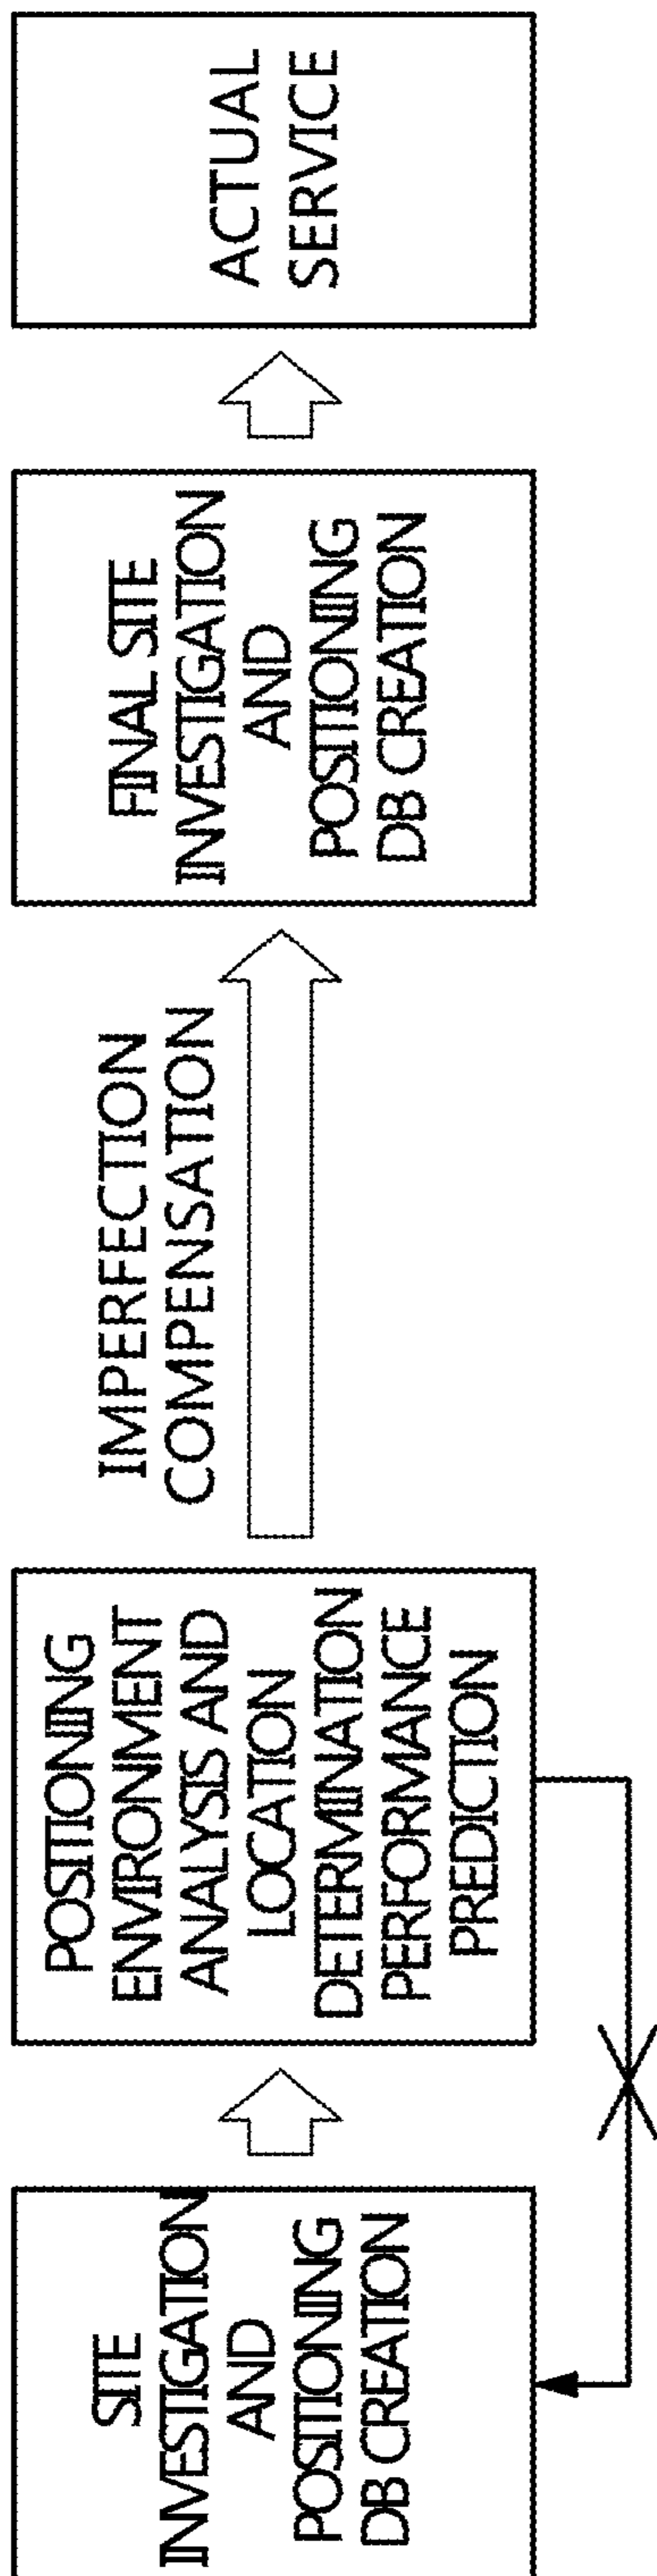 SITE
INVESTIGATION
AND
POSITIONING
DB CREATION
POSITIONING
ENVIRONMENT
ANALYSIS AND
LOCATION
DETERMINATION
PERFORMANCE
PREDICTION
IMPERFECTION
COMPENSATION
FINAL SITE
INVESTIGATION
AND
POSITIONING
DB CREATION
ACTUAL
SERVICE